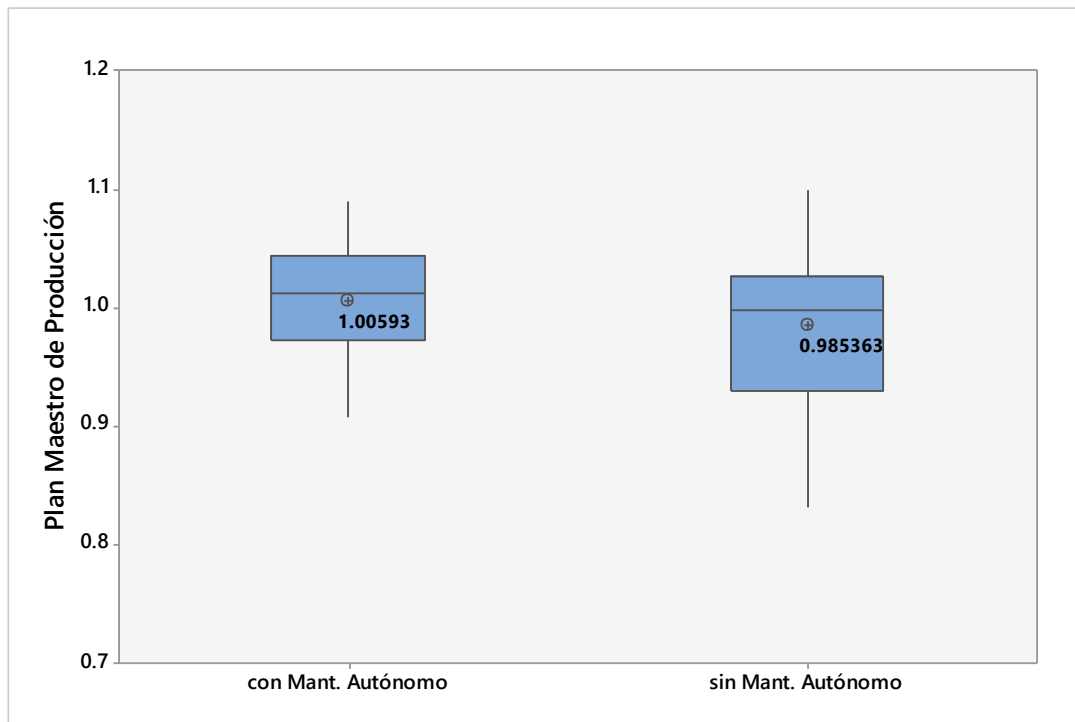 1.2
1.1
1.0
0.9
0.8
0.7
Plan Maestro de Producción
1.00593
0.985363
con Mant. Autónomo
sin Mant. Autónomo